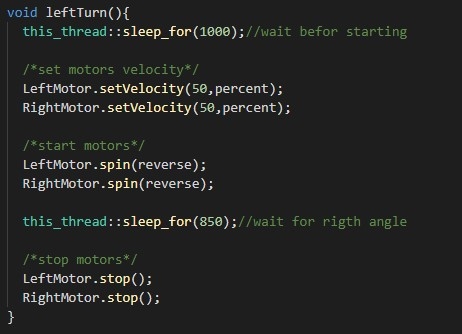 void leftTurn(){
this_thread::sleep_for(1000);//wait befor starting
/*set motors velocity*/
LeftMotor.setVelocity(50,percent);
RightMotor.setVelocity(50,percent);
/*start motors*/
LeftMotor.spin(reverse);
RightMotor.spin(reverse);
this_thread::sleep_for(850);//wait for rigth angle
/*stop motors*/
LeftMotor.stop();
RightMotor.stop();
}